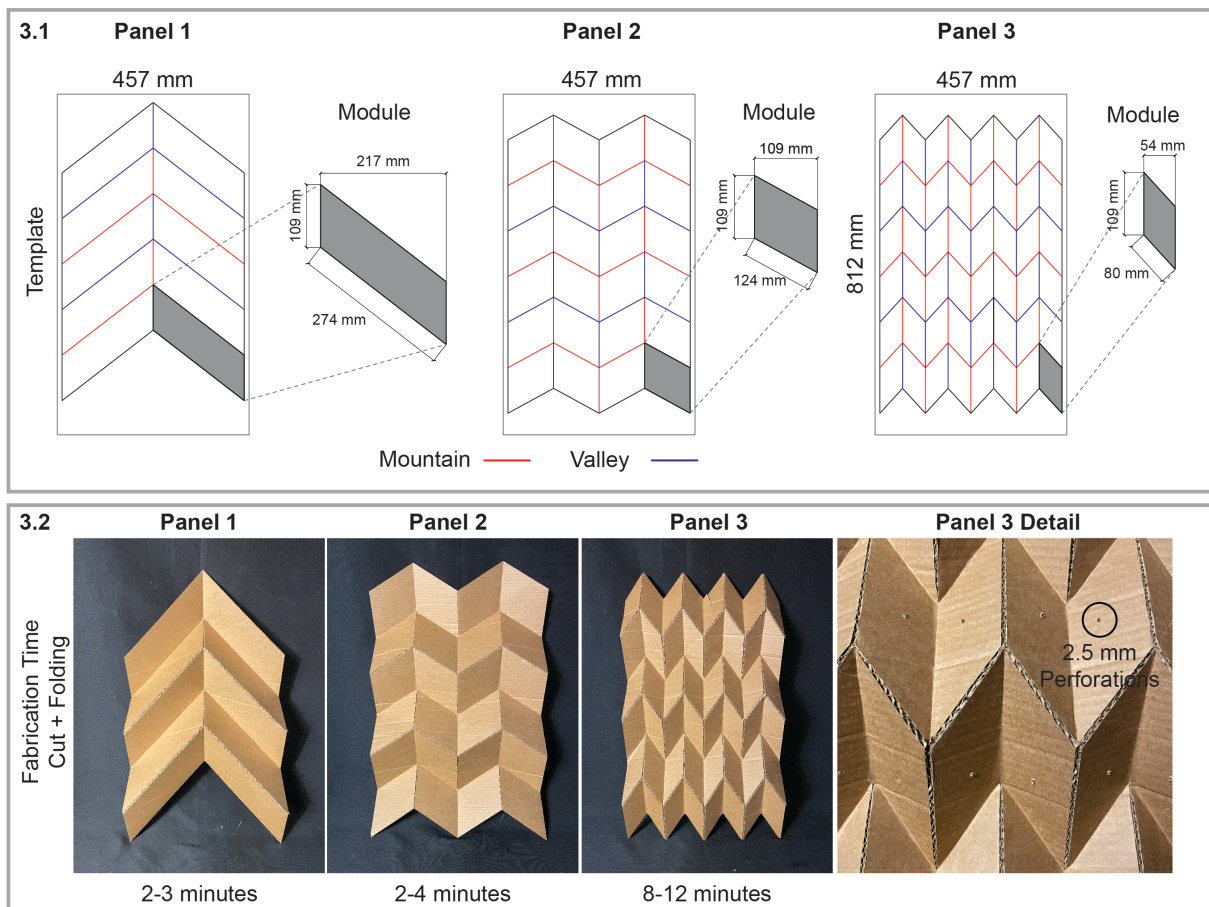 3.1
Panel 1
Panel 2
Panel 3
457 mm
457 mm
457 mm
Template
Module
217 mm
109 mm
274 mm
Module
109 mm
109 mm
124 mm
812 mm
Module
54 mm
109 mm
80 mm
Mountain
Valley
3.2
Panel 1
Panel 2
Panel 3
Panel 3 Detail
Fabrication Time
Cut + Folding
2.5 mm
Perforations
2-3 minutes
2-4 minutes
8-12 minutes